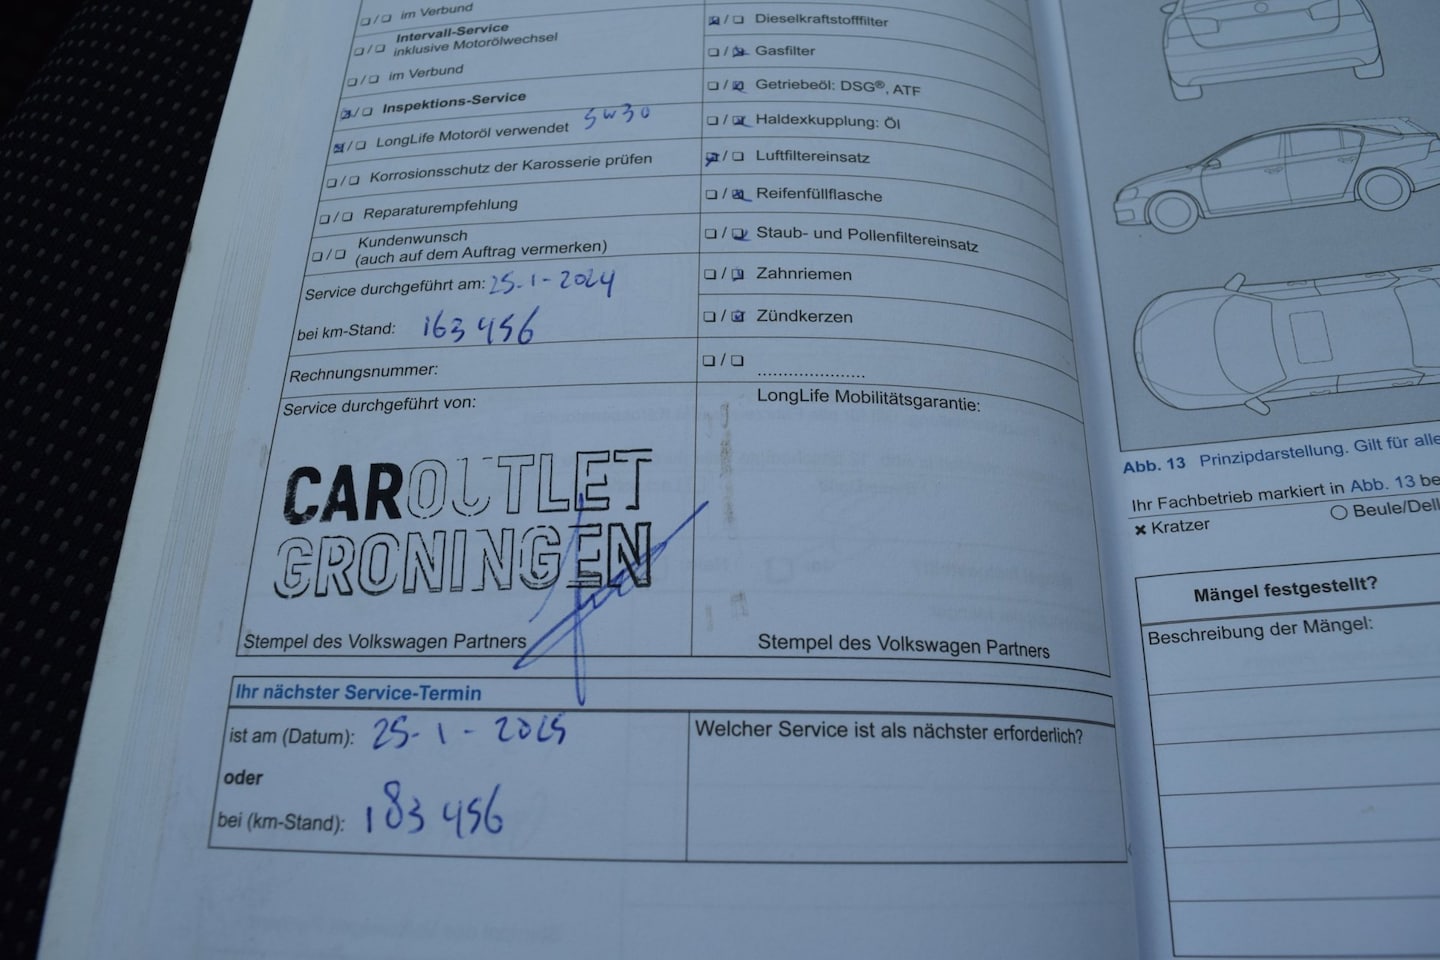 im Verbund
Intervall-Service
inklusive Motorölwechsel
im Verbund
Inspektions-Service
LongLife Motoröl verwendet 5W30
Korrosionsschutz der Karosserie prüfen
Reparaturempfehlung
Kundenwunsch
(auch auf dem Auftrag vermerken)
Service durchgeführt am: 25-1-2024
bei km-Stand: 163 456
Rechnungsnummer:
Service durchgeführt von:
CAROUTLET
GRONINGEN
Stempel des Volkswagen Partners
Dieselkraftstofffilter
Gasfilter
Getriebeöl: DSG®, ATF
Haldexkupplung: Öl
Luftfiltereinsatz
Reifenfüllflasche
Staub- und Pollenfiltereinsatz
Zahnriemen
Zündkerzen
LongLife Mobilitätsgarantie:
Stempel des Volkswagen Partners
Ihr nächster Service-Termin
ist am (Datum): 25-1-2025
oder
bei (km-Stand): 183 456
Welcher Service ist als nächster erforderlich?
Abb. 13 Prinzipdarstellung. Gilt für alle
Ihr Fachbetrieb markiert in Abb. 13 be
Kratzer
Beule/Dell
Mängel festgestellt?
Beschreibung der Mängel: